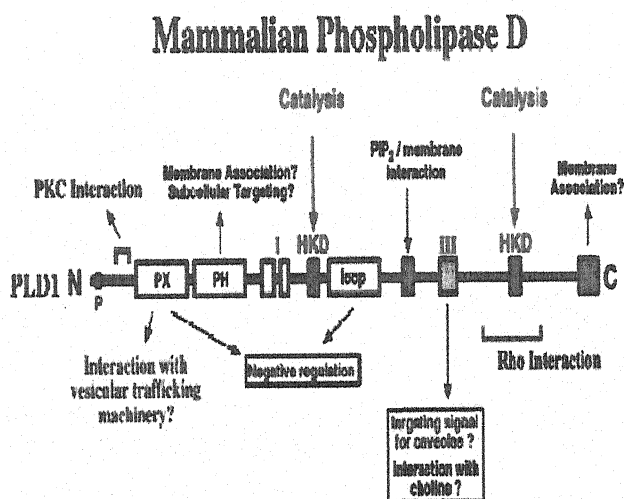 Mammalian Phospholipase D
Catalysis
Catalysis
PIP2 / membrane
interaction
Membrane Association?
Subcellular Targeting?
Membrane
Association?
PKC Interaction
I
HKD
III
HKD
PLD1 N
P
PX
PH
loop
C
Interaction with
vesicular trafficking
machinery?
Negative regulation
Rho Interaction
targeting signal
for caveolae ?
Interaction with
choline ?